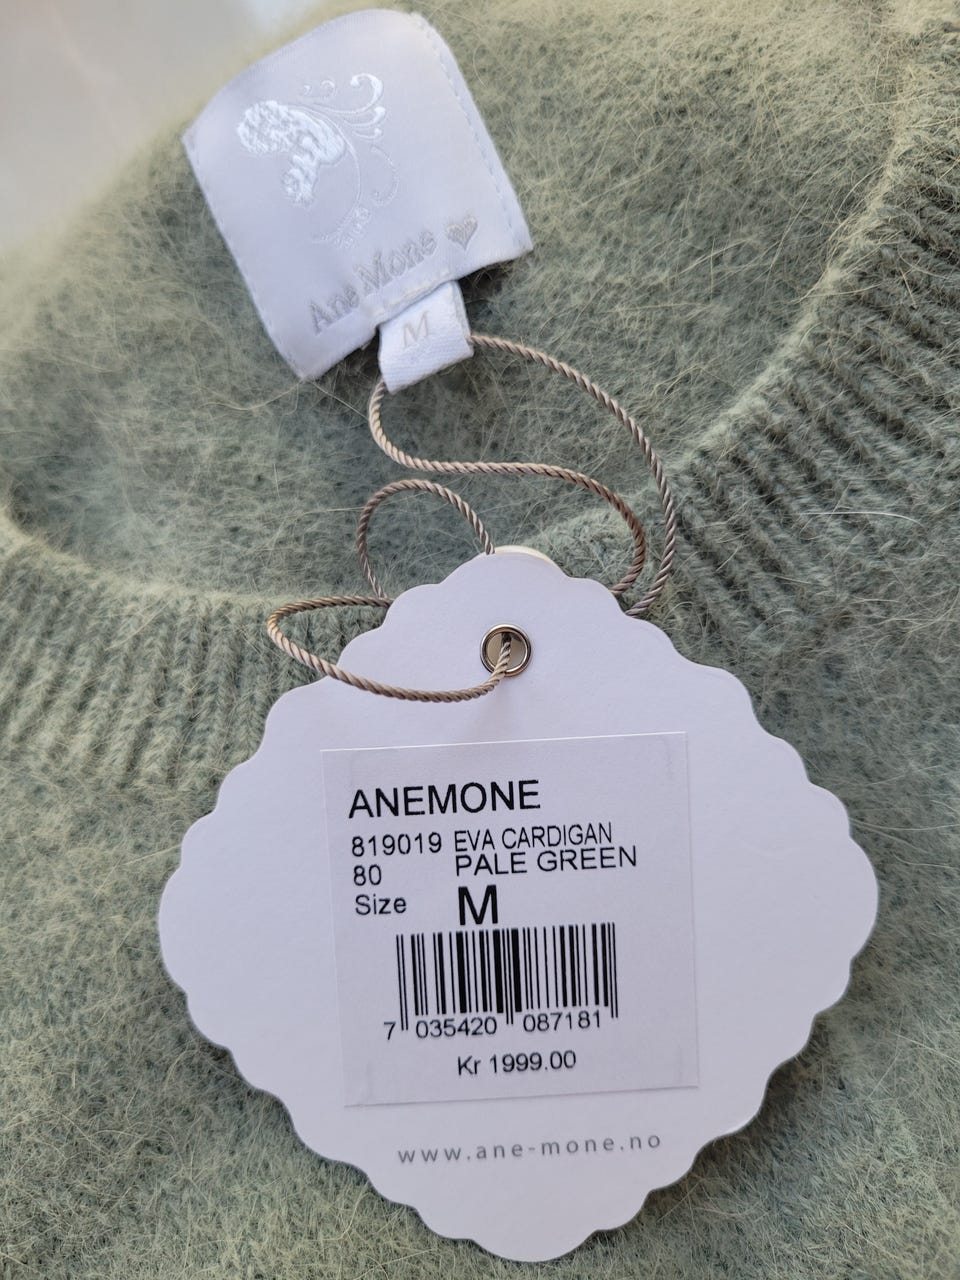 Ane Mone
M
ANEMONE
819019 EVA CARDIGAN
80 PALE GREEN
Size M
7 035420 087181
Kr 1999.00
www.ane-mone.no